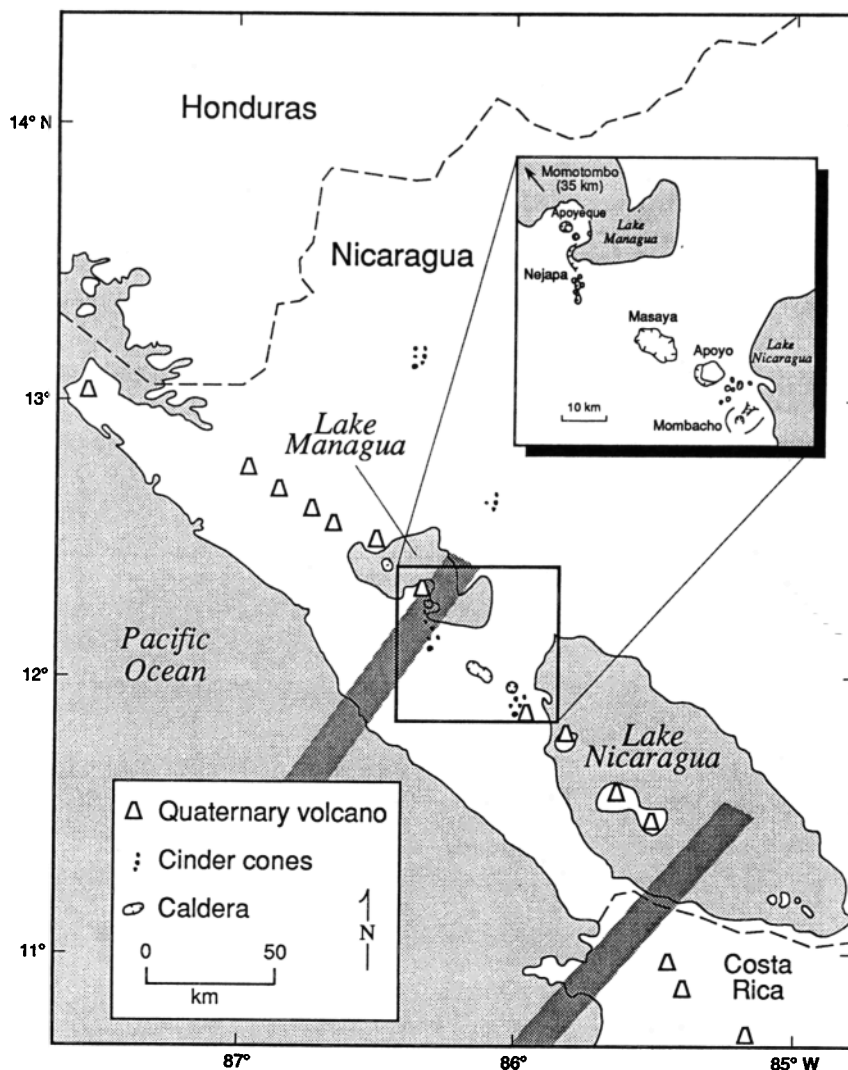 Honduras
14° N
Momotombo
(35 km)
Apoyeque
Lake
Managua
Nicaragua
Nejapa
Masaya
Apoyo
Lake
Nicaragua
10 km
Mombacho
13°
Lake
Managua
Pacific
Ocean
12°
Lake
Nicaragua
Quaternary volcano
Cinder cones
Caldera
0 50
km
N
11°
Costa
Rica
87°
86°
85° W